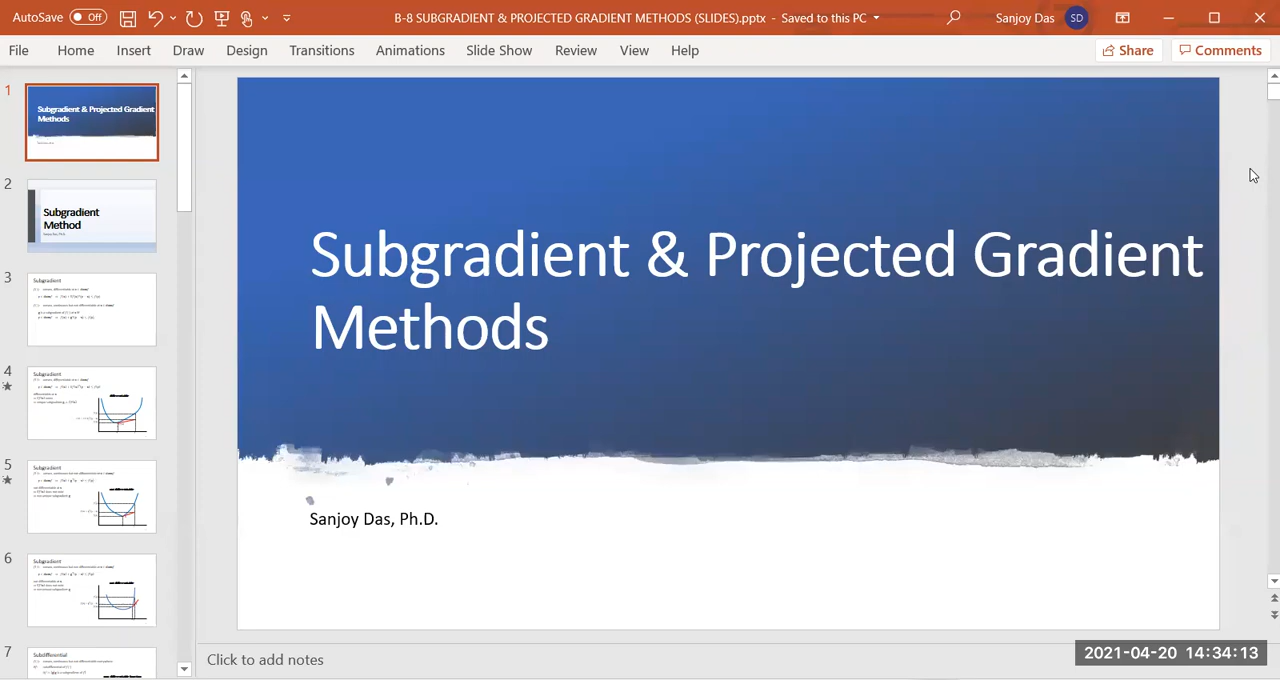 AutoSave Off B-8 SUBGRADIENT & PROJECTED GRADIENT METHODS (SLIDES).pptx - Saved to this PC Sanjoy Das SD
File Home Insert Draw Design Transitions Animations Slide Show Review View Help Share Comments
1
Subgradient & Projected Gradient
Methods
2
Subgradient
Method
3
Subgradient
4
Subgradient
5
Subgradient
6
Subgradient
7
Subdifferential
Subgradient & Projected Gradient
Methods
Sanjoy Das, Ph.D.
Click to add notes
2021-04-20 14:34:13